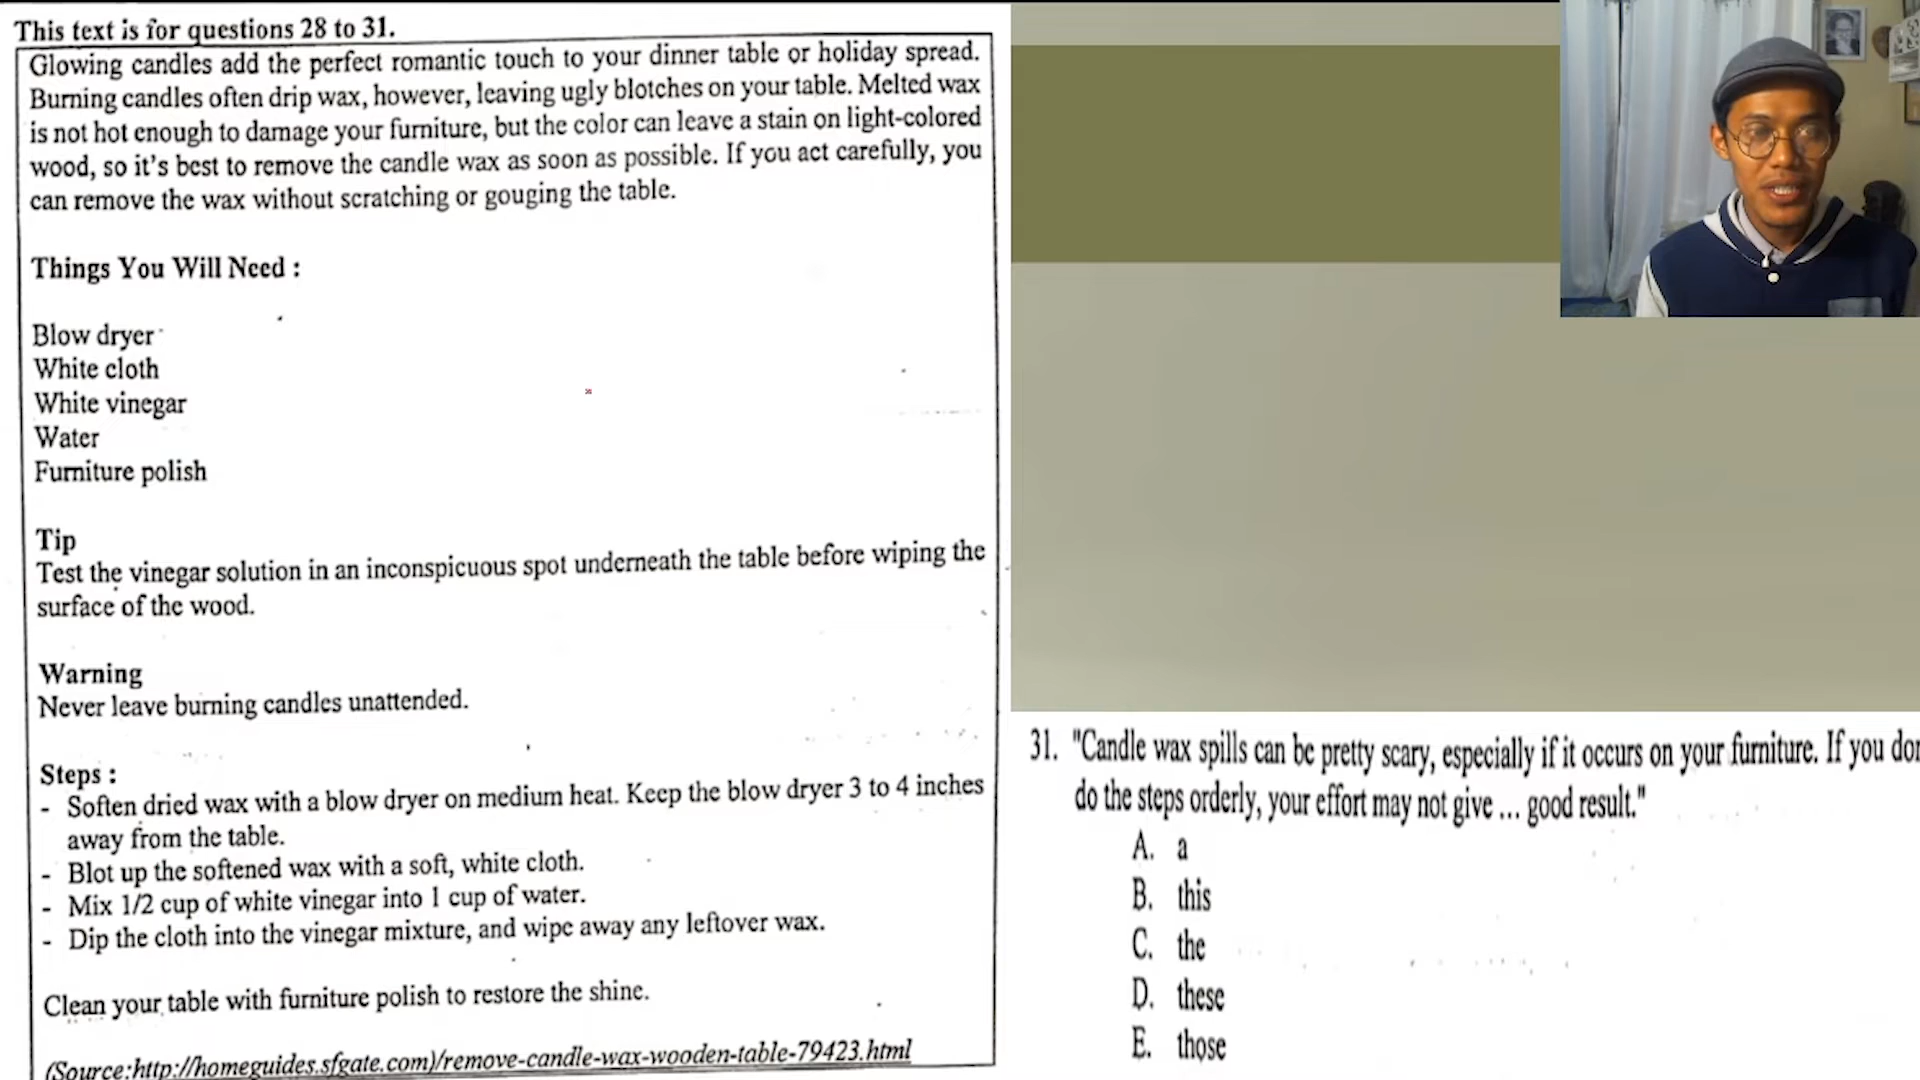 This text is for questions 28 to 31.
Glowing candles add the perfect romantic touch to your dinner table or holiday spread.
Burning candles often drip wax, however, leaving ugly blotches on your table. Melted wax
is not hot enough to damage your furniture, but the color can leave a stain on light-colored
wood, so it's best to remove the candle wax as soon as possible. If you act carefully, you
can remove the wax without scratching or gouging the table.
Things You Will Need :
Blow dryer
White cloth
White vinegar
Water
Furniture polish
Tip
Test the vinegar solution in an inconspicuous spot underneath the table before wiping the
surface of the wood.
Warning
Never leave burning candles unattended.
Steps :
- Soften dried wax with a blow dryer on medium heat. Keep the blow dryer 3 to 4 inches
away from the table.
- Blot up the softened wax with a soft, white cloth.
- Mix 1/2 cup of white vinegar into 1 cup of water.
- Dip the cloth into the vinegar mixture, and wipe away any leftover wax.
Clean your table with furniture polish to restore the shine.
(Source:http://homeguides.sfgate.com)/remove-candle-wax-wooden-table-79423.html
31. "Candle wax spills can be pretty scary, especially if it occurs on your furniture. If you
do the steps orderly, your effort may not give ... good result."
A. a
B. this
C. the
D. these
E. those